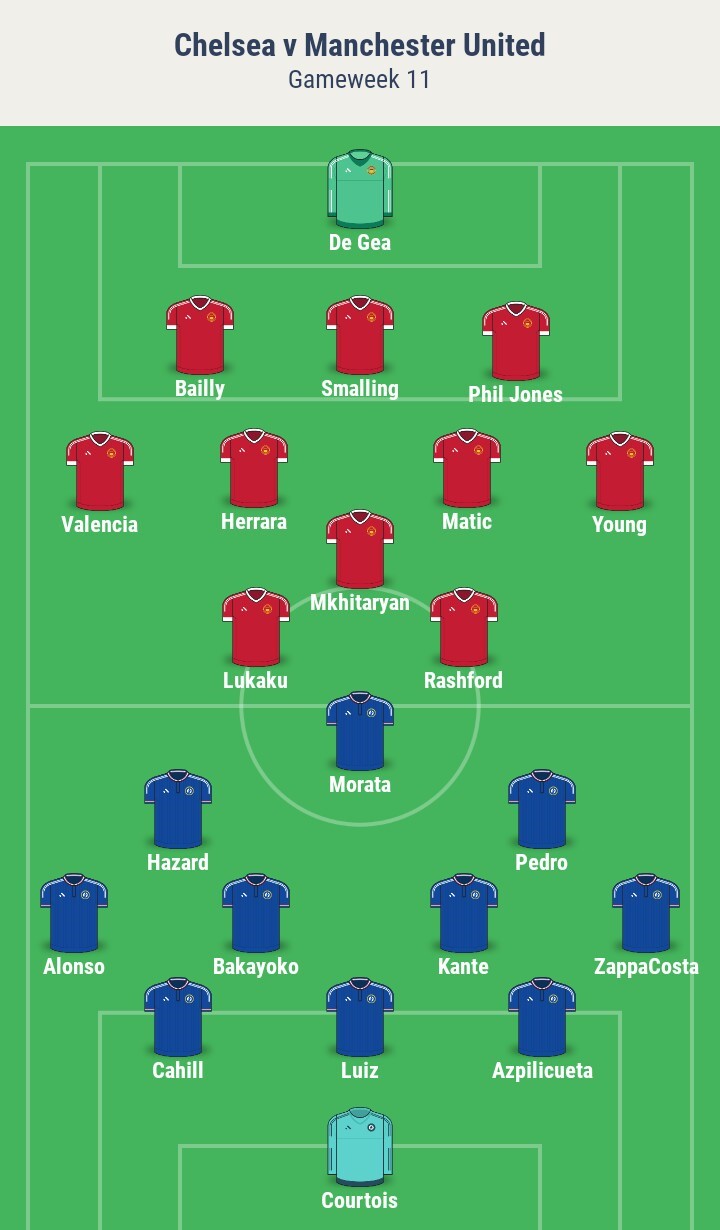 Chelsea v Manchester United
Gameweek 11
De Gea
Bailly Smalling Phil Jones
Valencia Herrara Matic Young
Mkhitaryan
Lukaku Rashford
Morata
Hazard Pedro
Alonso Bakayoko Kante ZappaCosta
Cahill Luiz Azpilicueta
Courtois